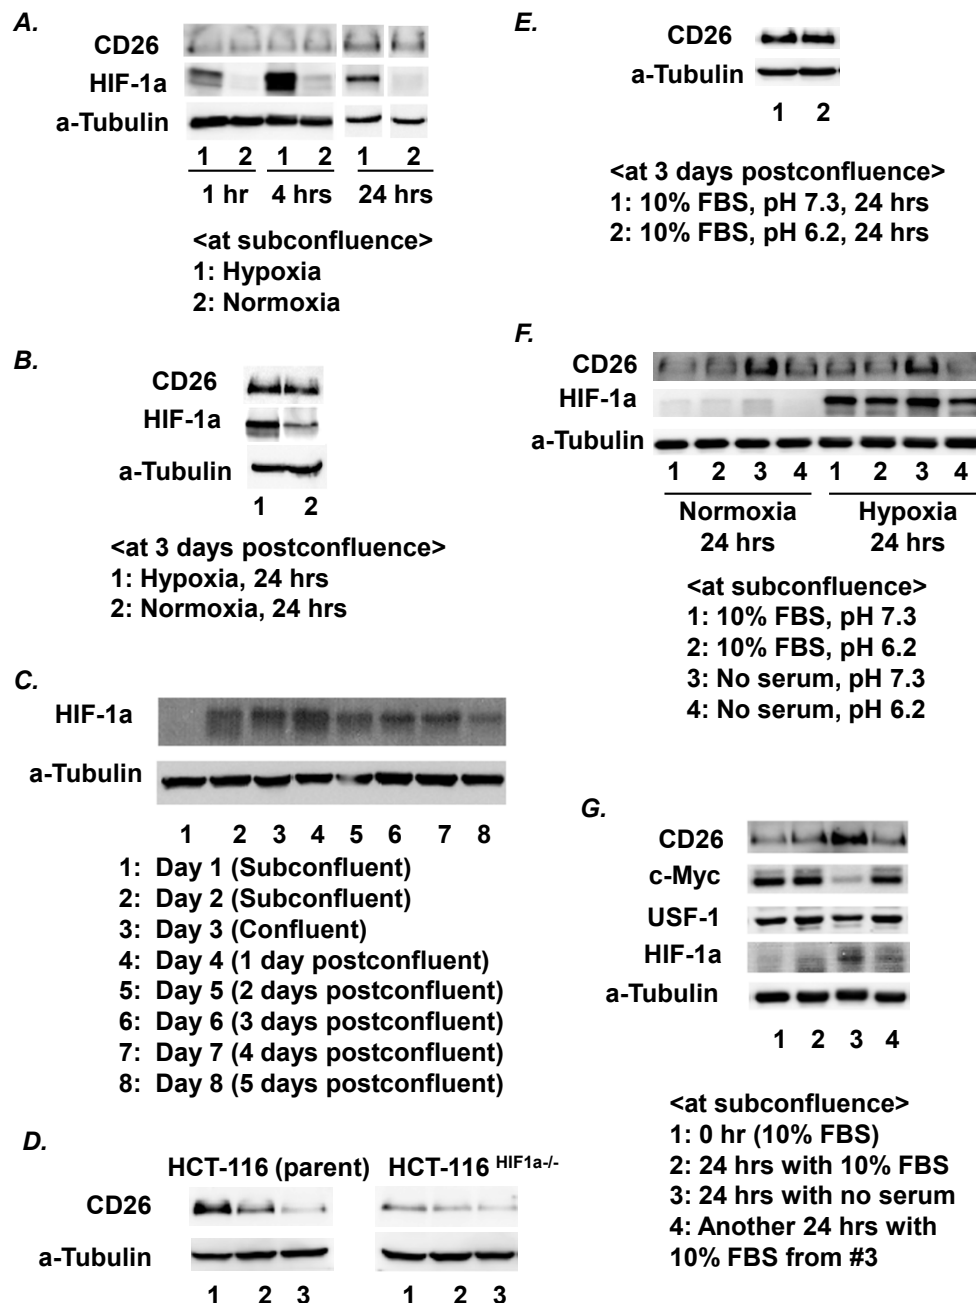 A.
CD26
HIF-1a
a-Tubulin
1 2 1 2 1 2
1 hr 4 hrs 24 hrs
<at subconfluence>
1: Hypoxia
2: Normoxia
B.
CD26
HIF-1a
a-Tubulin
1 2
<at 3 days postconfluence>
1: Hypoxia, 24 hrs
2: Normoxia, 24 hrs
C.
HIF-1a
a-Tubulin
1 2 3 4 5 6 7 8
1: Day 1 (Subconfluent)
2: Day 2 (Subconfluent)
3: Day 3 (Confluent)
4: Day 4 (1 day postconfluent)
5: Day 5 (2 days postconfluent)
6: Day 6 (3 days postconfluent)
7: Day 7 (4 days postconfluent)
8: Day 8 (5 days postconfluent)
D.
HCT-116 (parent) HCT-116 HIF1a-/-
CD26
a-Tubulin
1 2 3 1 2 3
E.
CD26
a-Tubulin
1 2
<at 3 days postconfluence>
1: 10% FBS, pH 7.3, 24 hrs
2: 10% FBS, pH 6.2, 24 hrs
F.
CD26
HIF-1a
a-Tubulin
1 2 3 4 1 2 3 4
Normoxia Hypoxia
24 hrs 24 hrs
<at subconfluence>
1: 10% FBS, pH 7.3
2: 10% FBS, pH 6.2
3: No serum, pH 7.3
4: No serum, pH 6.2
G.
CD26
c-Myc
USF-1
HIF-1a
a-Tubulin
1 2 3 4
<at subconfluence>
1: 0 hr (10% FBS)
2: 24 hrs with 10% FBS
3: 24 hrs with no serum
4: Another 24 hrs with
10% FBS from #3